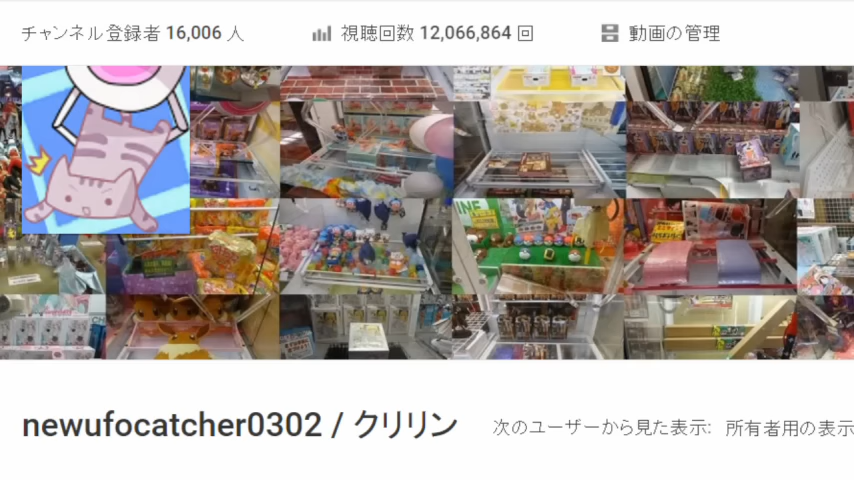 チャンネル登録者 16,006 人
視聴回数 12,066,864 回
動画の管理
newufocatcher0302 / クリリン
次のユーザーから見た表示:
所有者用の表示